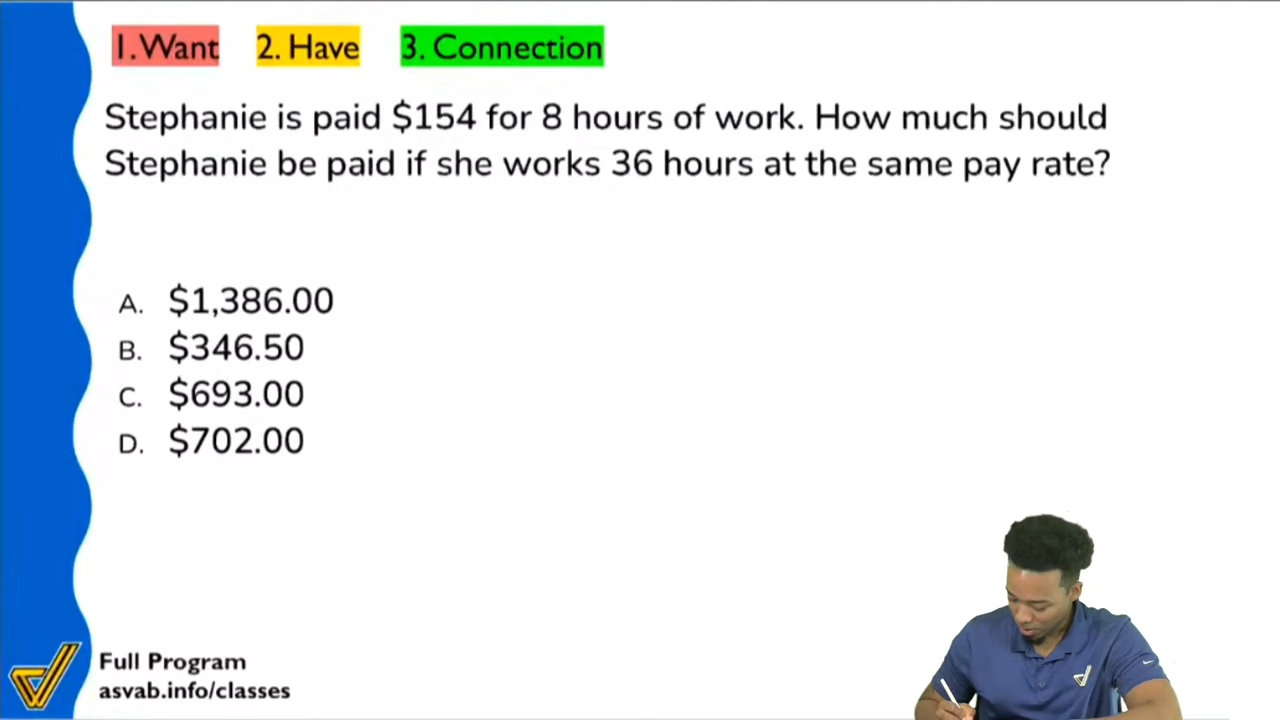 1. Want 2. Have 3. Connection
Stephanie is paid $154 for 8 hours of work. How much should
Stephanie be paid if she works 36 hours at the same pay rate?
A. $1,386.00
B. $346.50
C. $693.00
D. $702.00
Full Program
asvab.info/classes